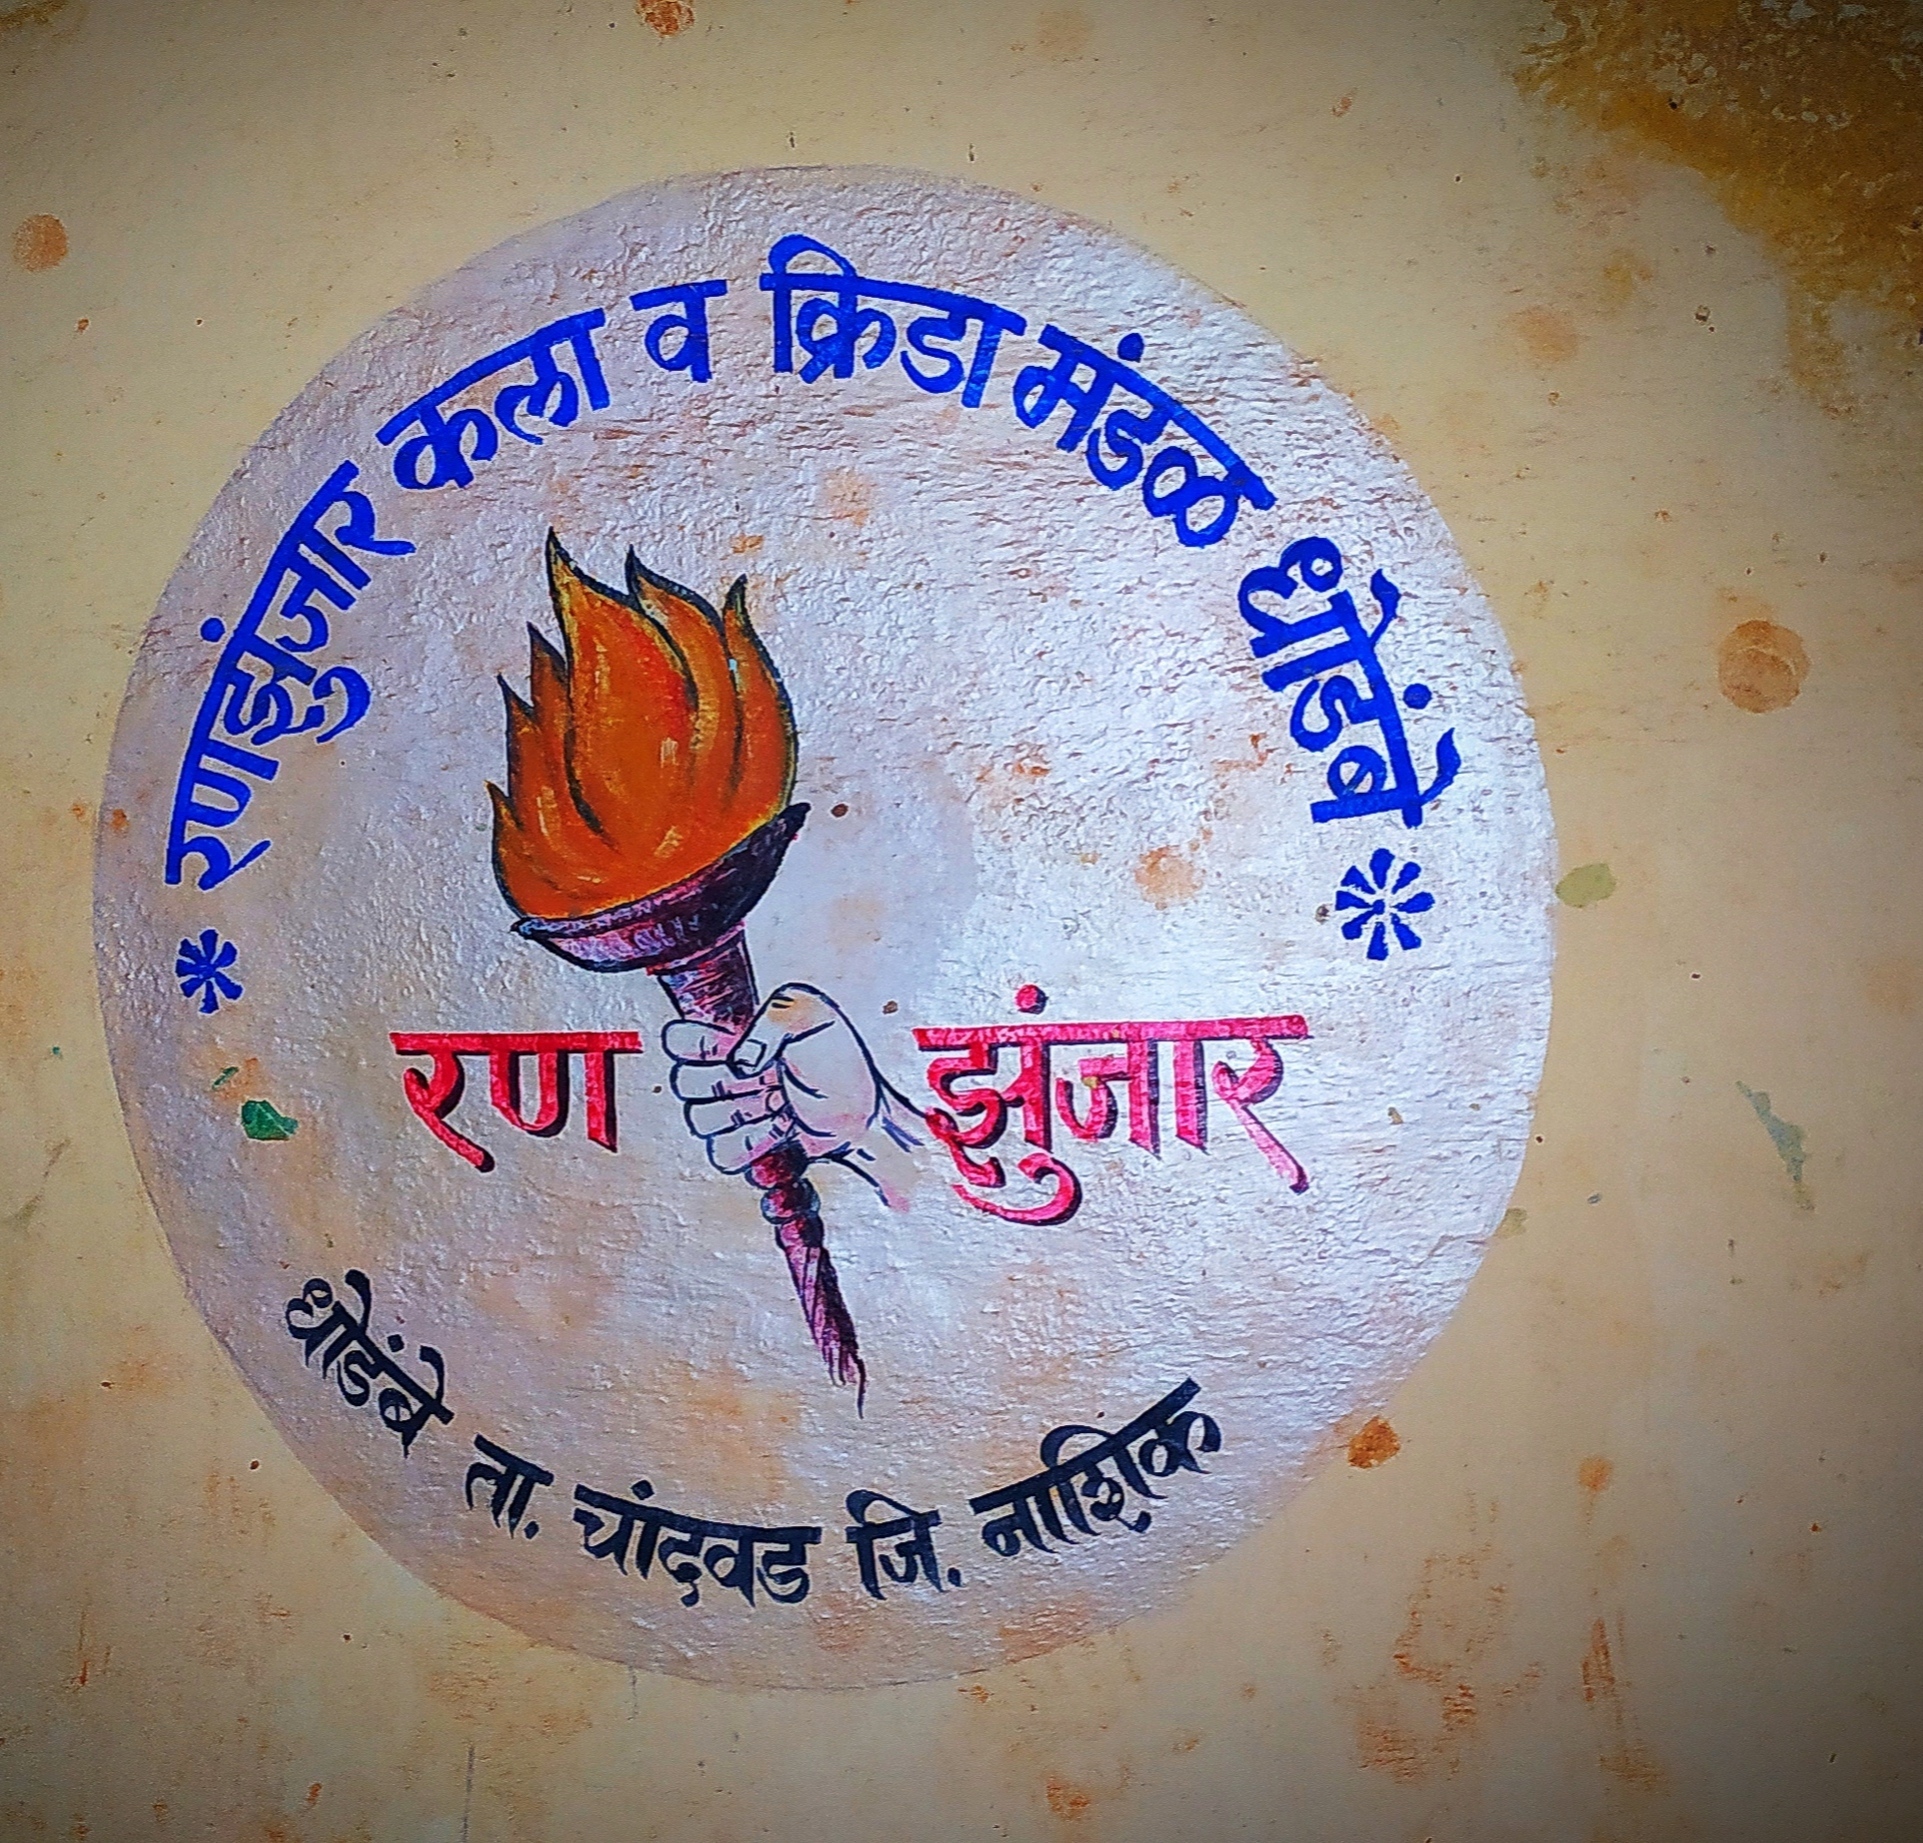 * रणझुंजार कला व क्रिडा मंडळ धोडंबे *
रण झुंजार
धोडंबे ता. चांदवड जि. नाशिक